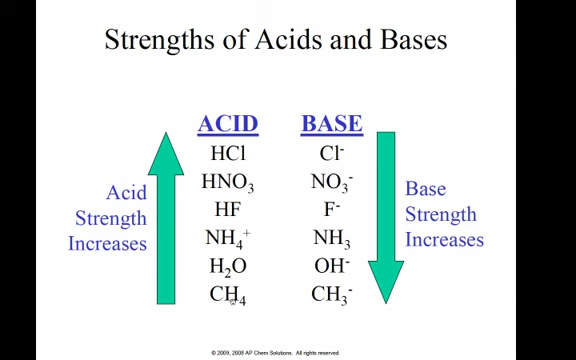 Strengths of Acids and Bases
ACID BASE
HCl Cl⁻
HNO₃ NO₃⁻
HF F⁻
NH₄⁺ NH₃
H₂O OH⁻
CH₄ CH₃⁻
Acid
Strength
Increases
Base
Strength
Increases
© 2009, 2008 AP Chem Solutions. All rights reserved.